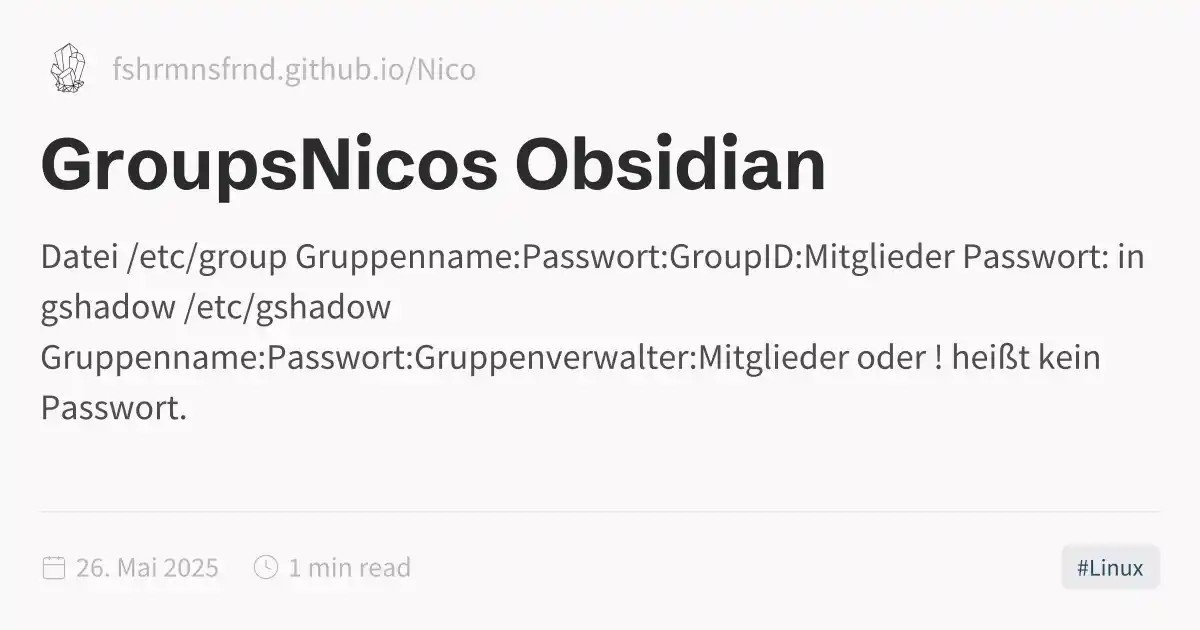 fshrmnsfrnd.github.io/Nico
GroupsNicos Obsidian
Datei /etc/group Gruppenname:Passwort:GroupID:Mitglieder Passwort: in
gshadow /etc/gshadow
Gruppenname:Passwort:Gruppenverwalter:Mitglieder oder ! heißt kein
Passwort.
26. Mai 2025
1 min read
#Linux